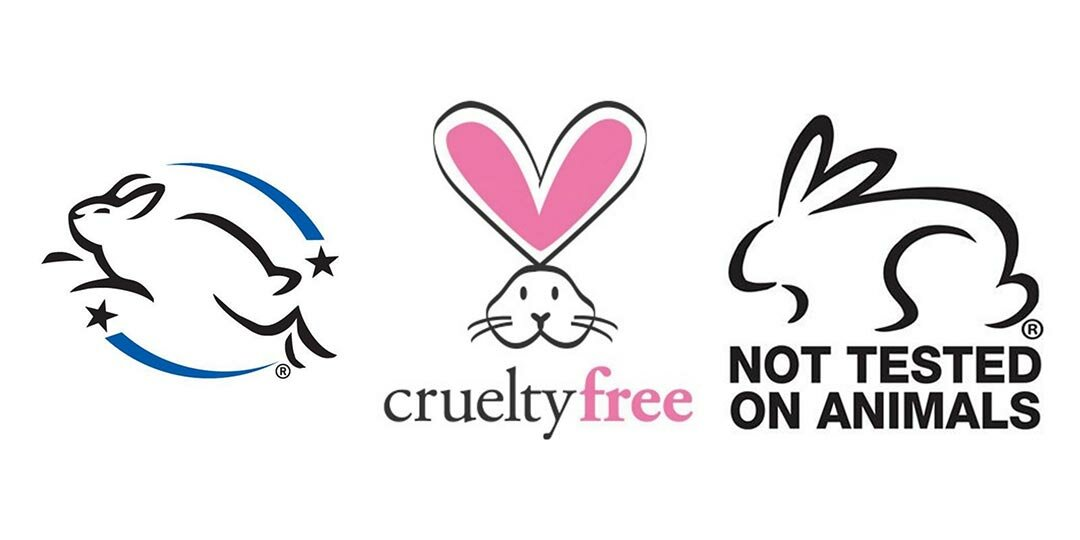 ®
crueltyfree
®
NOT TESTED
ON ANIMALS